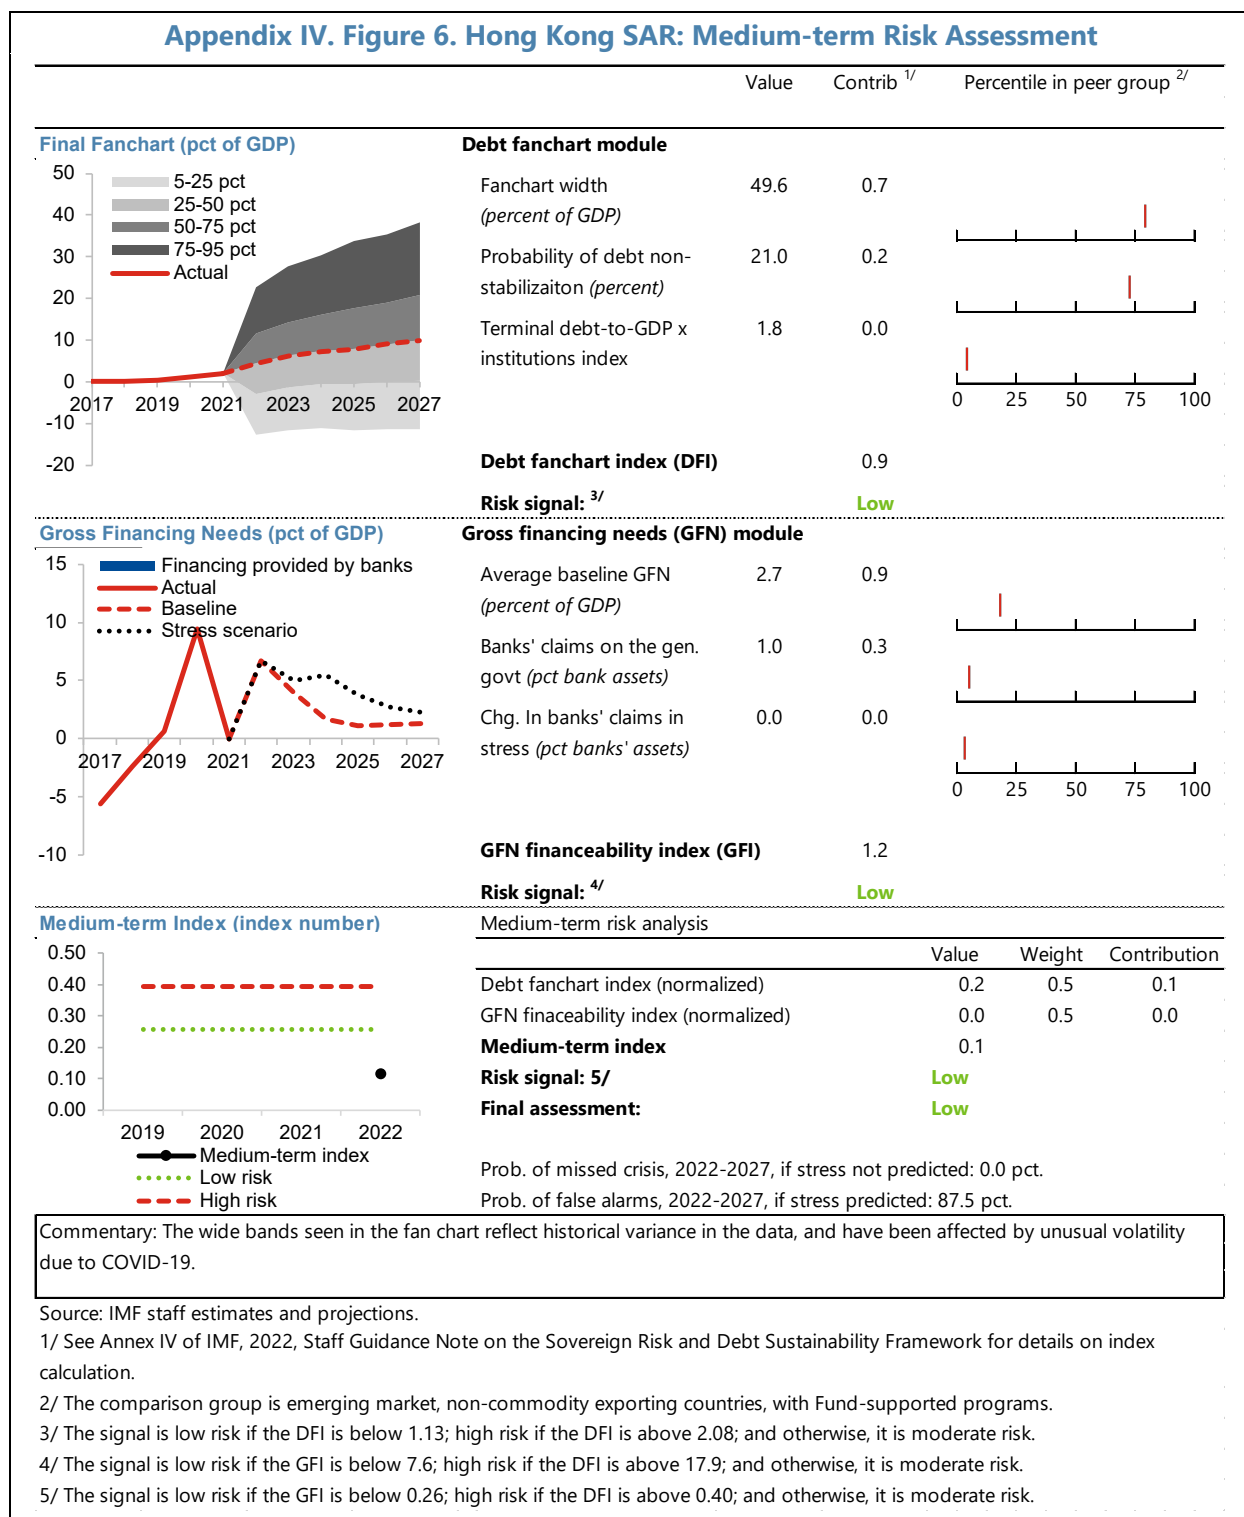 Appendix IV. Figure 6. Hong Kong SAR: Medium-term Risk Assessment
Value Contrib 1/ Percentile in peer group 2/
Final Fanchart (pct of GDP)
50
40
30
20
10
0
-10
-20
5-25 pct
25-50 pct
50-75 pct
75-95 pct
Actual
2017 2019 2021 2023 2025 2027
Debt fanchart module
Fanchart width 49.6 0.7
(percent of GDP)
Probability of debt non- 21.0 0.2
stabilizaiton (percent)
Terminal debt-to-GDP x 1.8 0.0
institutions index
0 25 50 75 100
Debt fanchart index (DFI) 0.9
Risk signal: 3/ Low
Gross Financing Needs (pct of GDP)
15
10
5
0
-5
-10
Financing provided by banks
Actual
Baseline
Stress scenario
2017 2019 2021 2023 2025 2027
Gross financing needs (GFN) module
Average baseline GFN 2.7 0.9
(percent of GDP)
Banks' claims on the gen. 1.0 0.3
govt (pct bank assets)
Chg. In banks' claims in 0.0 0.0
stress (pct banks' assets)
0 25 50 75 100
GFN financeability index (GFI) 1.2
Risk signal: 4/ Low
Medium-term Index (index number)
0.50
0.40
0.30
0.20
0.10
0.00
2019 2020 2021 2022
Medium-term index
Low risk
High risk
Medium-term risk analysis
Value Weight Contribution
Debt fanchart index (normalized) 0.2 0.5 0.1
GFN finaceability index (normalized) 0.0 0.5 0.0
Medium-term index 0.1
Risk signal: 5/ Low
Final assessment: Low
Prob. of missed crisis, 2022-2027, if stress not predicted: 0.0 pct.
Prob. of false alarms, 2022-2027, if stress predicted: 87.5 pct.
Commentary: The wide bands seen in the fan chart reflect historical variance in the data, and have been affected by unusual volatility
due to COVID-19.
Source: IMF staff estimates and projections.
1/ See Annex IV of IMF, 2022, Staff Guidance Note on the Sovereign Risk and Debt Sustainability Framework for details on index
calculation.
2/ The comparison group is emerging market, non-commodity exporting countries, with Fund-supported programs.
3/ The signal is low risk if the DFI is below 1.13; high risk if the DFI is above 2.08; and otherwise, it is moderate risk.
4/ The signal is low risk if the GFI is below 7.6; high risk if the DFI is above 17.9; and otherwise, it is moderate risk.
5/ The signal is low risk if the GFI is below 0.26; high risk if the DFI is above 0.40; and otherwise, it is moderate risk.